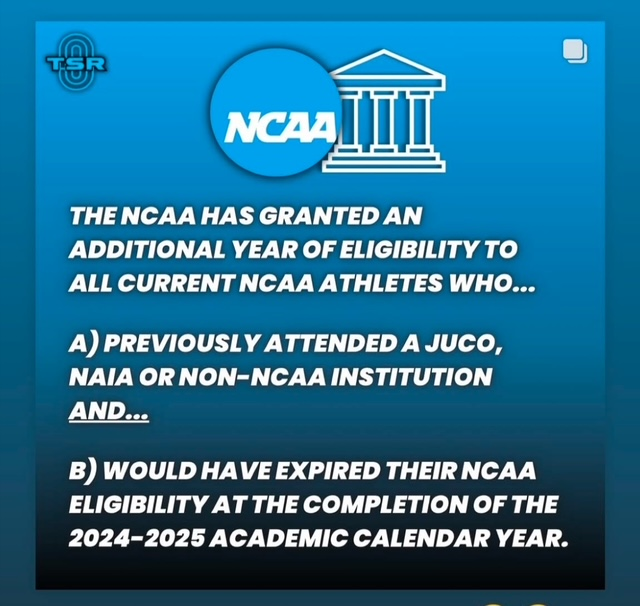 TSR
NCAA
THE NCAA HAS GRANTED AN
ADDITIONAL YEAR OF ELIGIBILITY TO
ALL CURRENT NCAA ATHLETES WHO...
A) PREVIOUSLY ATTENDED A JUCO,
NAIA OR NON-NCAA INSTITUTION
AND...
B) WOULD HAVE EXPIRED THEIR NCAA
ELIGIBILITY AT THE COMPLETION OF THE
2024-2025 ACADEMIC CALENDAR YEAR.